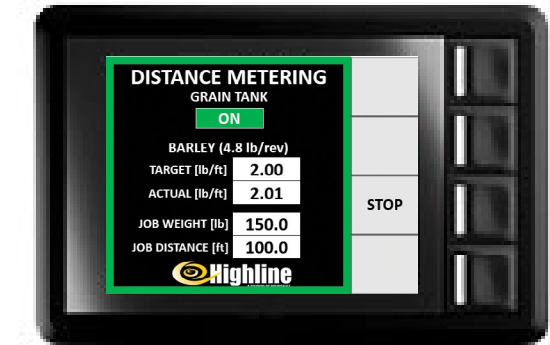 DISTANCE METERING
GRAIN TANK
ON
BARLEY (4.8 lb/rev)
TARGET [lb/ft] 2.00
ACTUAL [lb/ft] 2.01
STOP
JOB WEIGHT [lb] 150.0
JOB DISTANCE [ft] 100.0
Highline